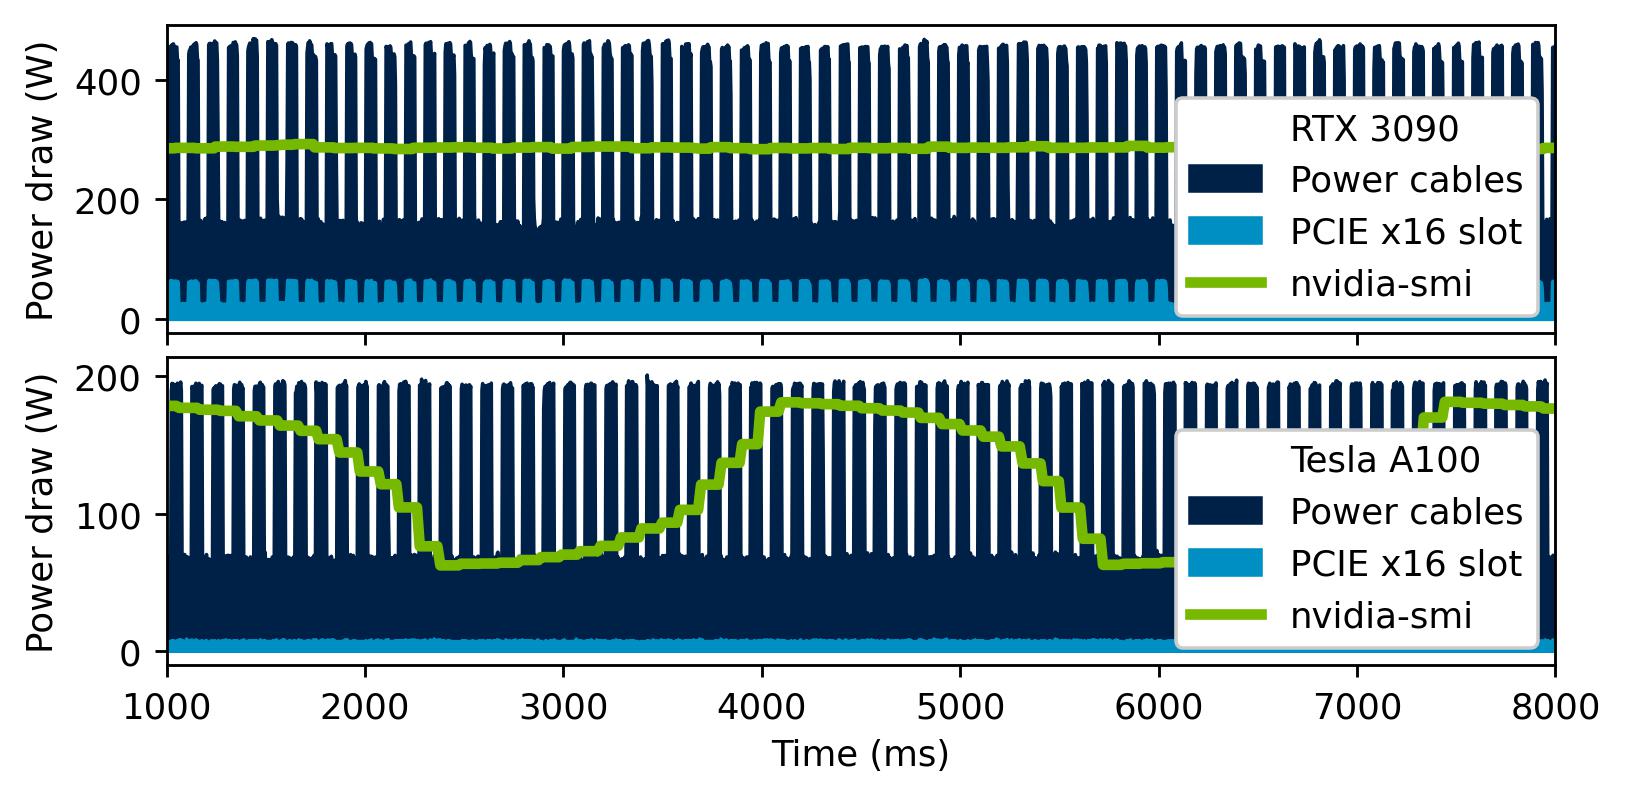 Power draw (W)
400
200
0
RTX 3090
Power cables
PCIE x16 slot
nvidia-smi
Power draw (W)
200
100
0
Tesla A100
Power cables
PCIE x16 slot
nvidia-smi
1000 2000 3000 4000 5000 6000 7000 8000
Time (ms)